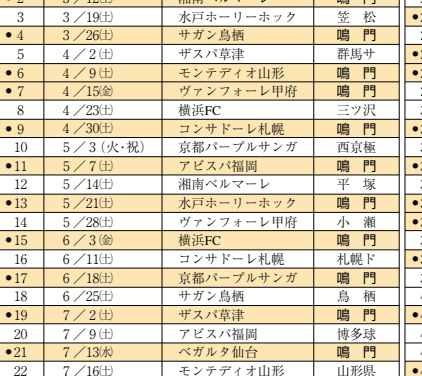 3 3/19㈯ 水戸ホーリーホック 笠 松
●4 3/26㈯ サガン鳥栖 鳴 門
5 4/2㈯ ザスパ草津 群馬サ
●6 4/9㈯ モンテディオ山形 鳴 門
●7 4/15㈮ ヴァンフォーレ甲府 鳴 門
8 4/23㈯ 横浜FC 三ツ沢
●9 4/30㈯ コンサドーレ札幌 鳴 門
10 5/3(火・祝) 京都パープルサンガ 西京極
●11 5/7㈯ アビスパ福岡 鳴 門
12 5/14㈯ 湘南ベルマーレ 平 塚
●13 5/21㈯ 水戸ホーリーホック 鳴 門
14 5/28㈯ ヴァンフォーレ甲府 小 瀬
●15 6/3㈮ 横浜FC 鳴 門
16 6/11㈯ コンサドーレ札幌 札幌ド
●17 6/18㈯ 京都パープルサンガ 鳴 門
18 6/25㈯ サガン鳥栖 鳥 栖
●19 7/2㈯ ザスパ草津 鳴 門
20 7/9㈯ アビスパ福岡 博多球
●21 7/13㈬ ベガルタ仙台 鳴 門
22 7/16㈯ モンテディオ山形 山形県